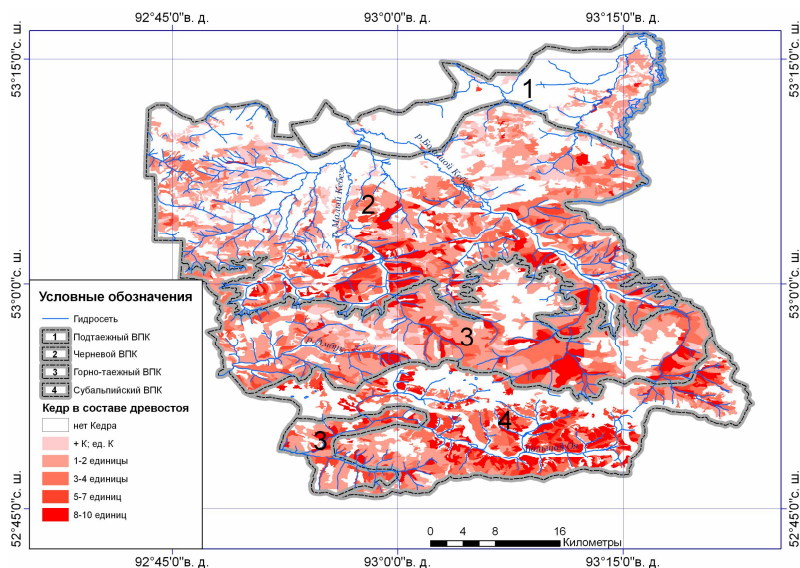 92°45'0"в. д. 93°0'0"в. д. 93°15'0"в. д.
53°15'0"с. ш. 53°15'0"с. ш.
1
р.Большой Кебеж
р.Малый Кебеж
2
53°0'0"с. ш. 53°0'0"с. ш.
Условные обозначения
Гидросеть
1 Подтаежный ВПК
2 Черневой ВПК
3 Горно-таежный ВПК
4 Субальпийский ВПК
Кедр в составе древостоя
нет Кедра
+ К; ед. К
1-2 единицы
3-4 единицы
5-7 единиц
8-10 единиц
3
4
3
52°45'0"с. ш. 52°45'0"с. ш.
0 4 8 16
Километры
92°45'0"в. д. 93°0'0"в. д. 93°15'0"в. д.